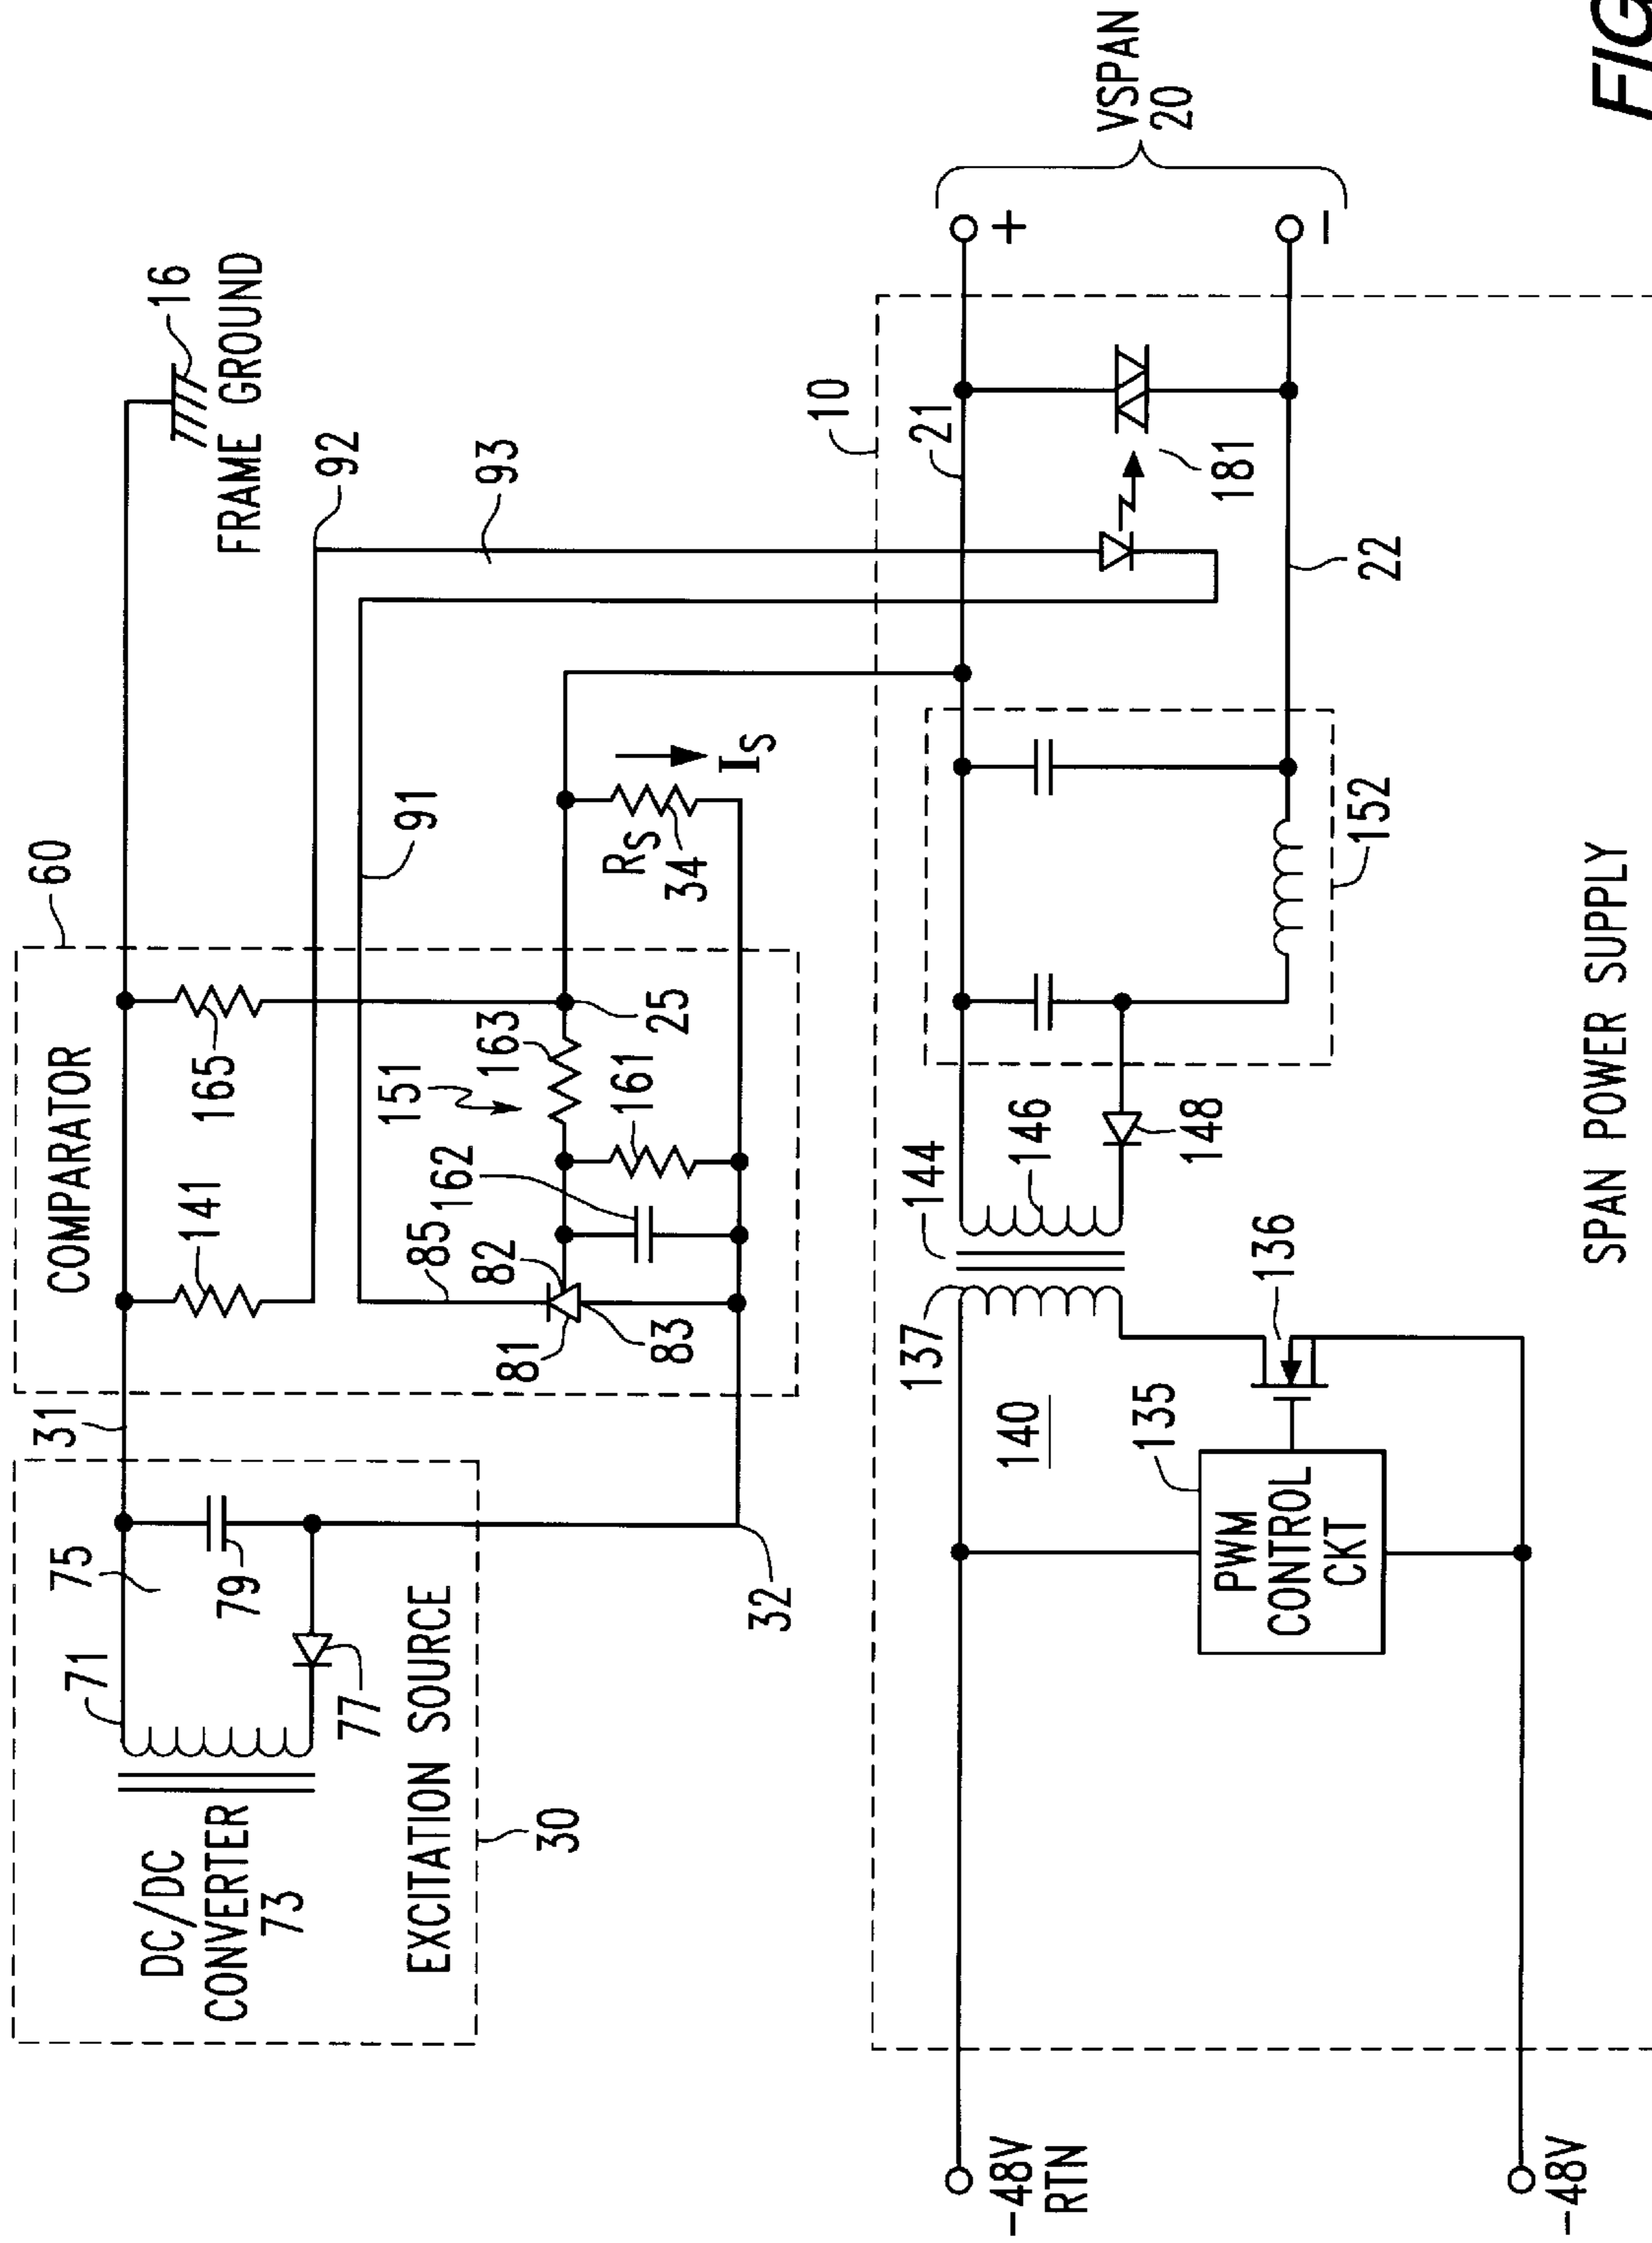 DC/DC
CONVERTER
73
71
75
79
77
EXCITATION SOURCE
30
31
32
COMPARATOR
60
141
165
85
162
82
151
163
161
81
83
25
91
RS
34
IS
92
93
16
FRAME GROUND
-48V
RTN
-48V
140
137
144
146
135
PWM
CONTROL
CKT
136
148
152
10
21
22
181
+
−
VSPAN
20
SPAN POWER SUPPLY
FIG